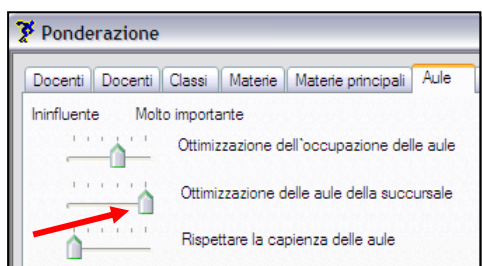 Ponderazione
Docenti Docenti Classi Materie Materie principali Aule
Ininfluente Molto importante
Ottimizzazione dell`occupazione delle aule
Ottimizzazione delle aule della succursale
Rispettare la capienza delle aule